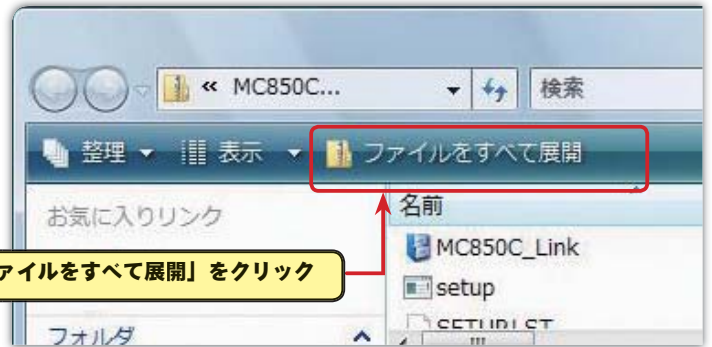 « MC850C...
検索
整理
表示
ファイルをすべて展開
お気に入りリンク
名前
MC850C_Link
setup
SETUP.LST
ァイルをすべて展開」をクリック
フォルダ